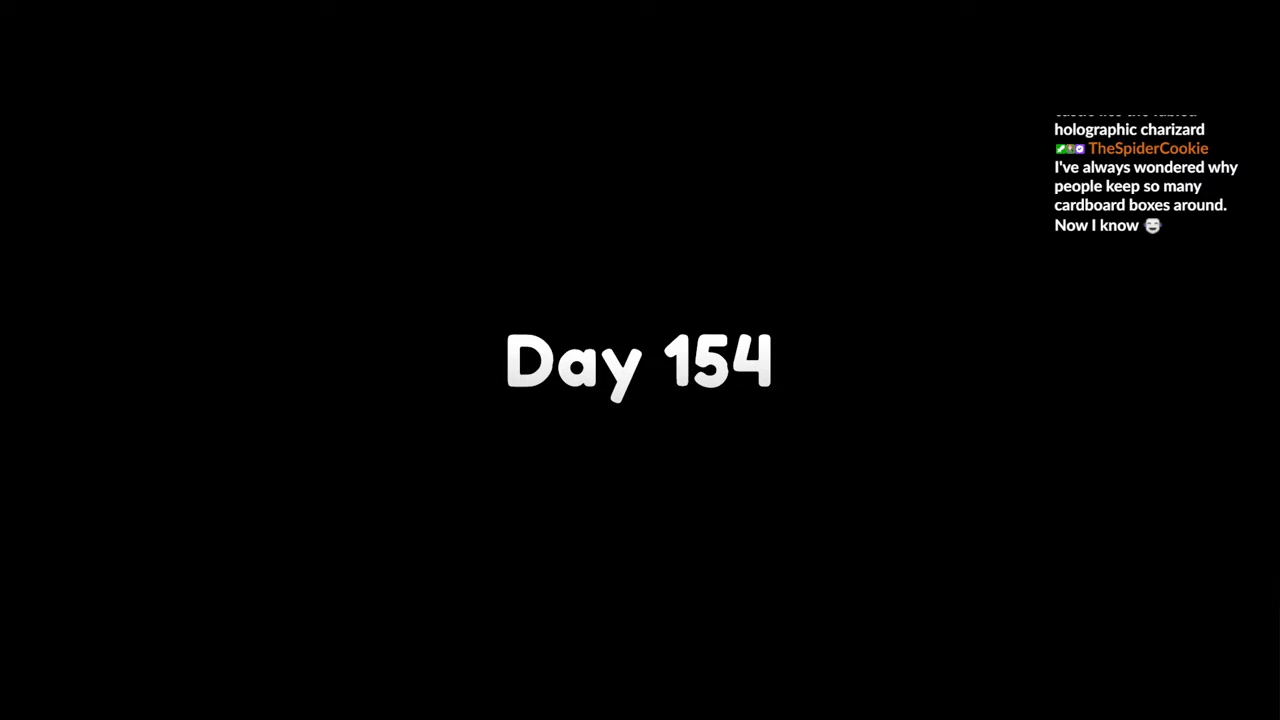 holographic charizard
TheSpiderCookie
I've always wondered why
people keep so many
cardboard boxes around.
Now I know
Day 154